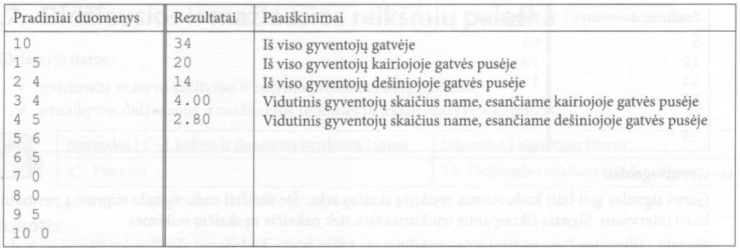 Pradiniai duomenys Rezultatai Paaiškinimai
10 34 Iš viso gyventojų gatvėje
1 5 20 Iš viso gyventojų kairiojoje gatvės pusėje
2 4 14 Iš viso gyventojų dešiniojoje gatvės pusėje
3 4 4.00 Vidutinis gyventojų skaičius name, esančiame kairiojoje gatvės pusėje
4 5 2.80 Vidutinis gyventojų skaičius name, esančiame dešiniojoje gatvės pusėje
5 6
6 5
7 0
8 0
9 5
10 0